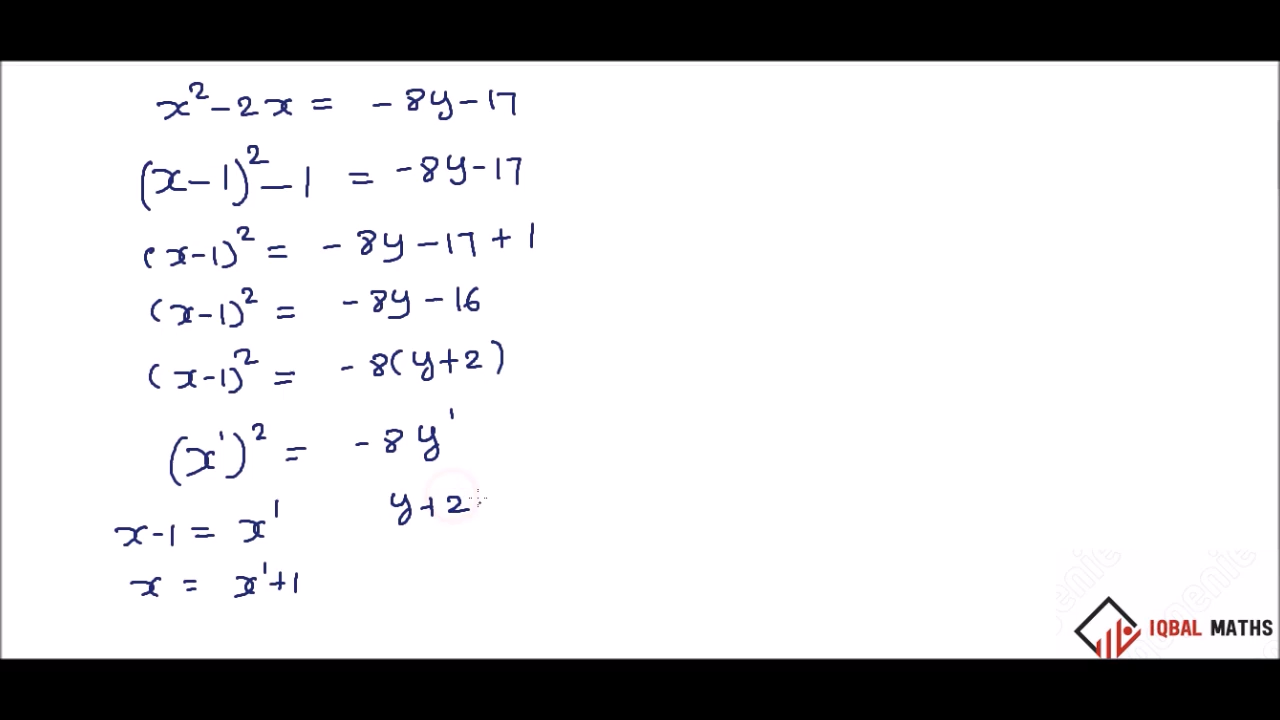 x² - 2x = - 8y - 17
(x - 1)² - 1 = - 8y - 17
(x - 1)² = - 8y - 17 + 1
(x - 1)² = - 8y - 16
(x - 1)² = - 8(y + 2)
(x')² = - 8y'
x - 1 = x' y + 2
x = x' + 1
IQBAL MATHS